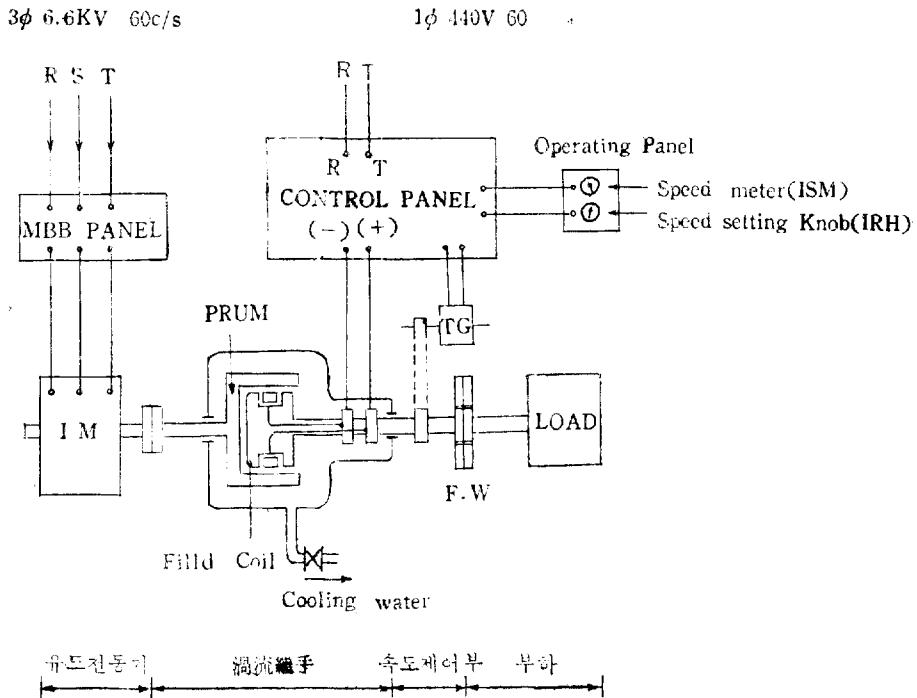 3φ 6.6KV 60c/s
1φ 440V 60
R S T
R T
Operating Panel
R T
CONTROL PANEL
(-) (+)
Speed meter(ISM)
Speed setting Knob(IRH)
MBB PANEL
PRUM
TG
I M
LOAD
F.W
Filld Coil
Cooling water
유도전동기
渦流繼手
속도제어부
부하